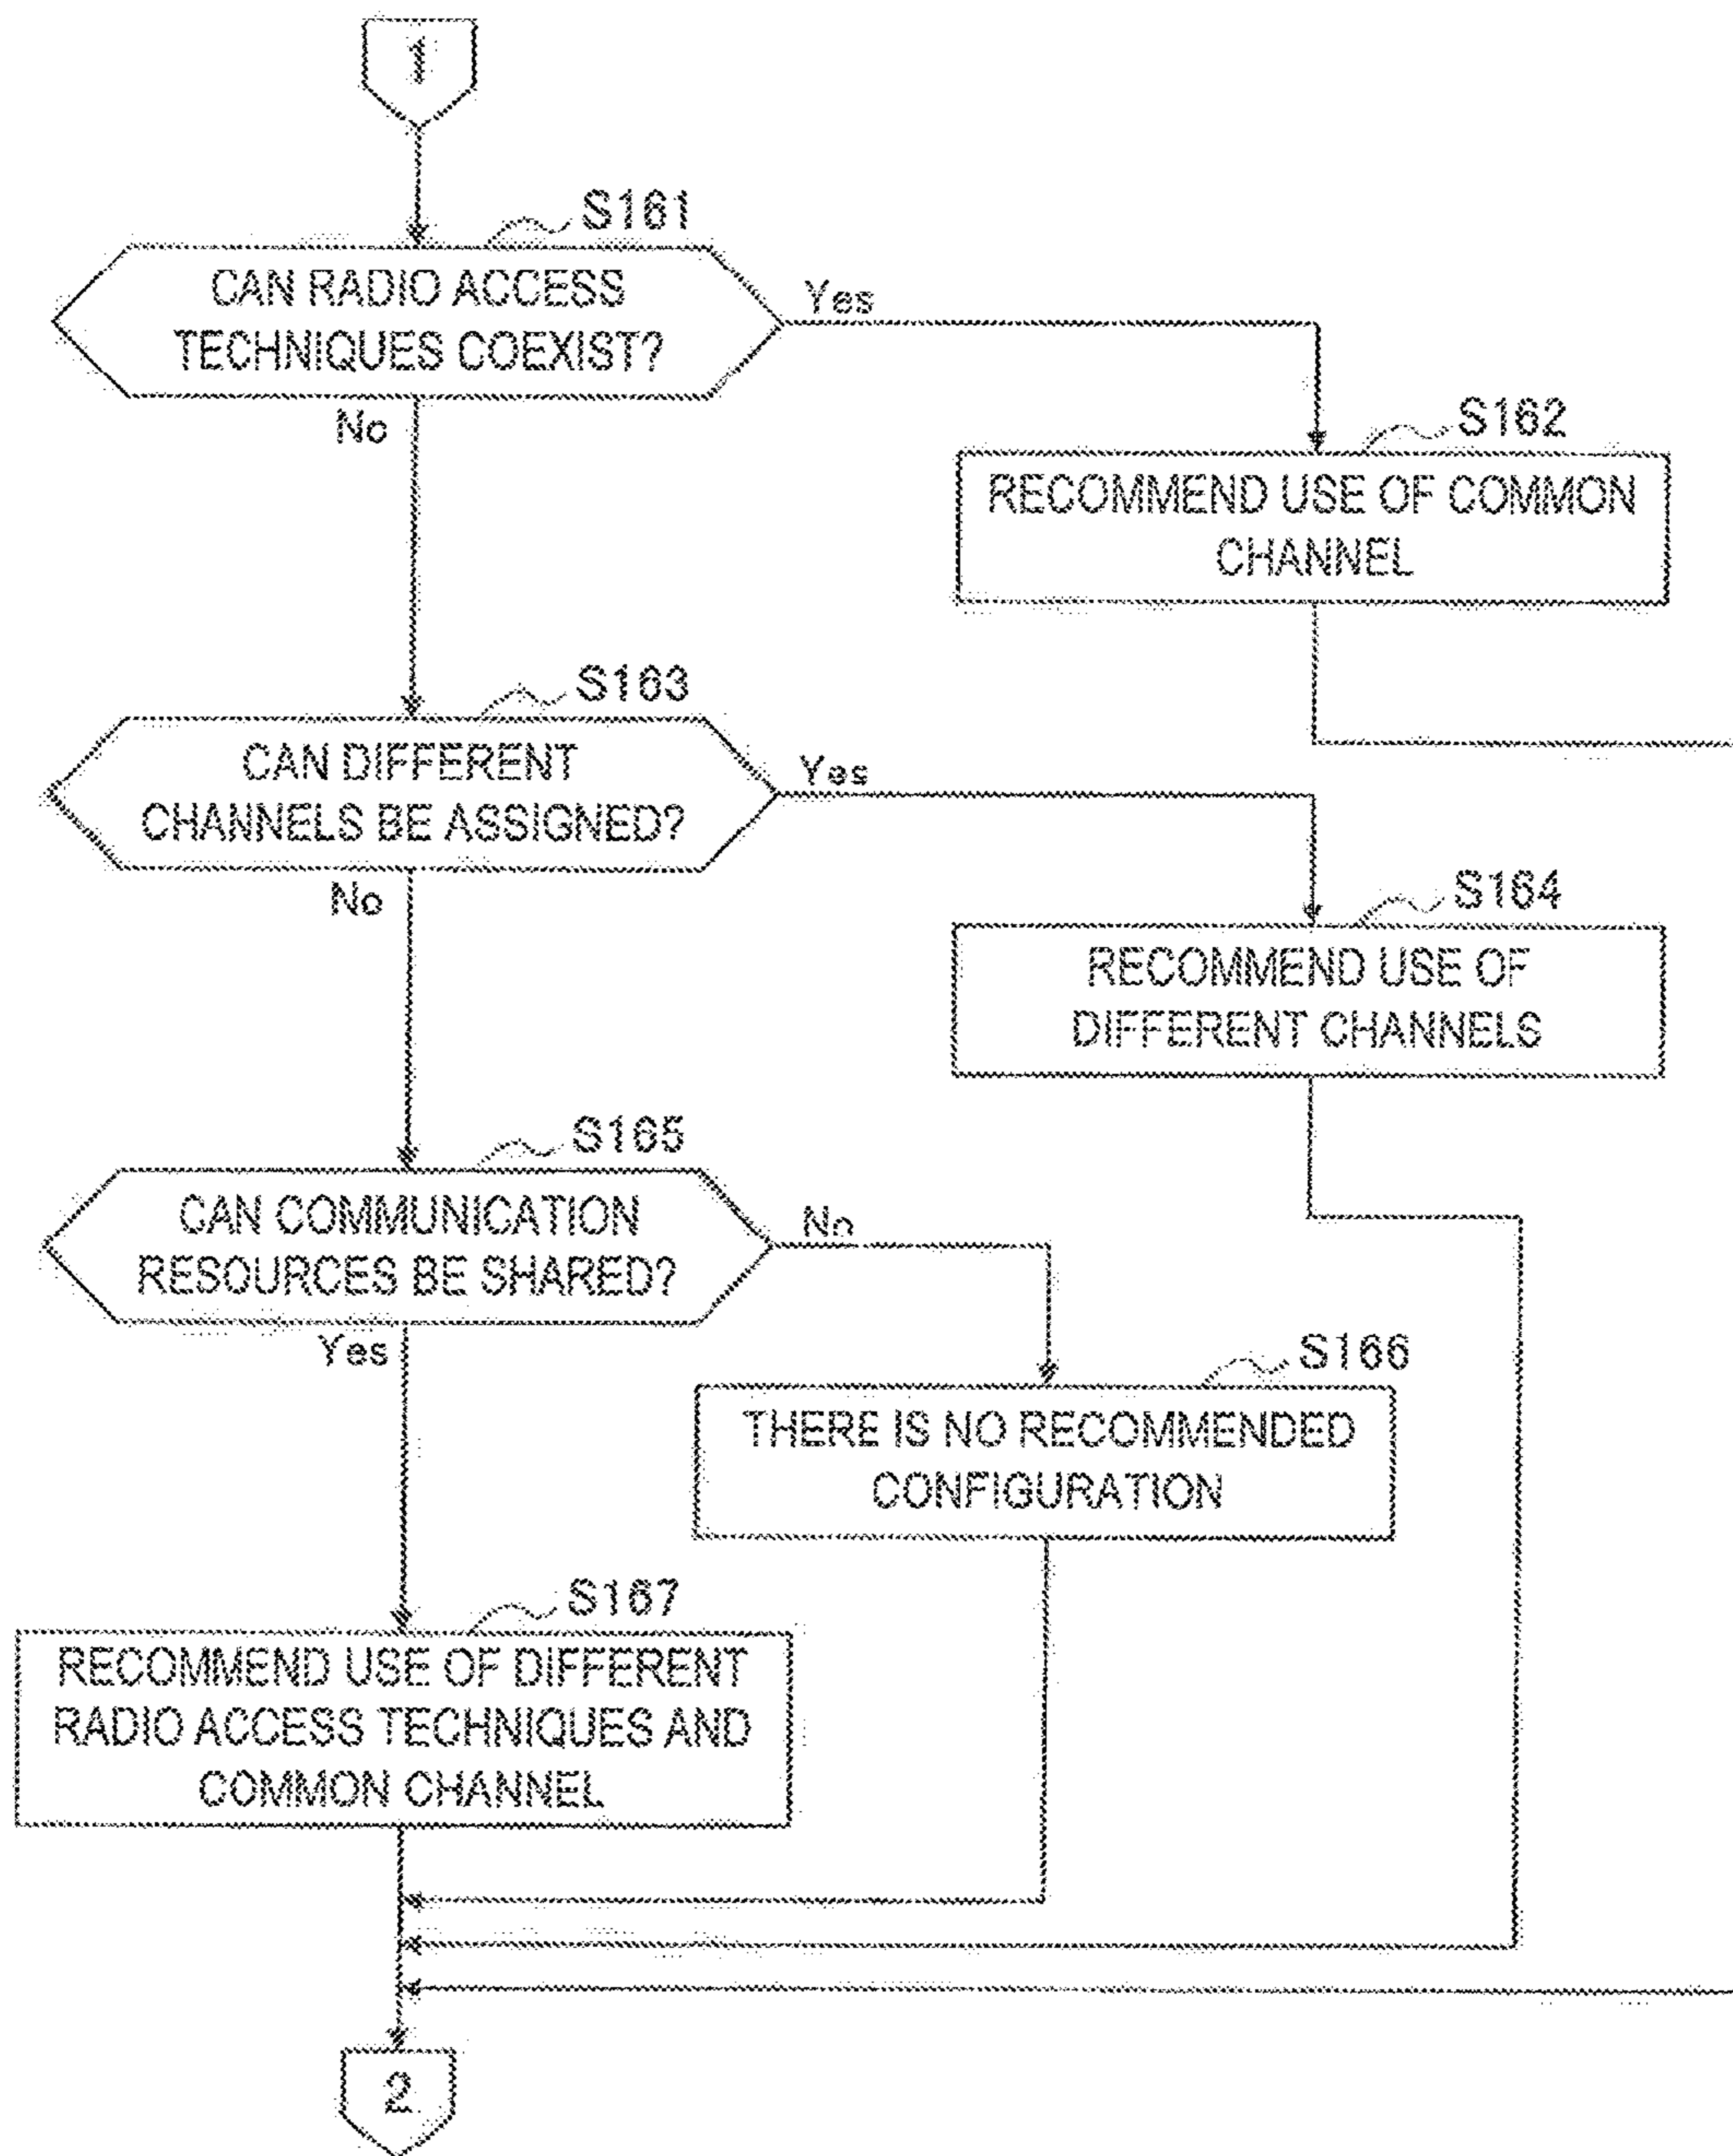 1
S161
CAN RADIO ACCESS
TECHNIQUES COEXIST?
Yes
No
S162
RECOMMEND USE OF COMMON
CHANNEL
S163
CAN DIFFERENT
CHANNELS BE ASSIGNED?
Yes
No
S164
RECOMMEND USE OF
DIFFERENT CHANNELS
S165
CAN COMMUNICATION
RESOURCES BE SHARED?
No
Yes
S166
THERE IS NO RECOMMENDED
CONFIGURATION
S167
RECOMMEND USE OF DIFFERENT
RADIO ACCESS TECHNIQUES AND
COMMON CHANNEL
2